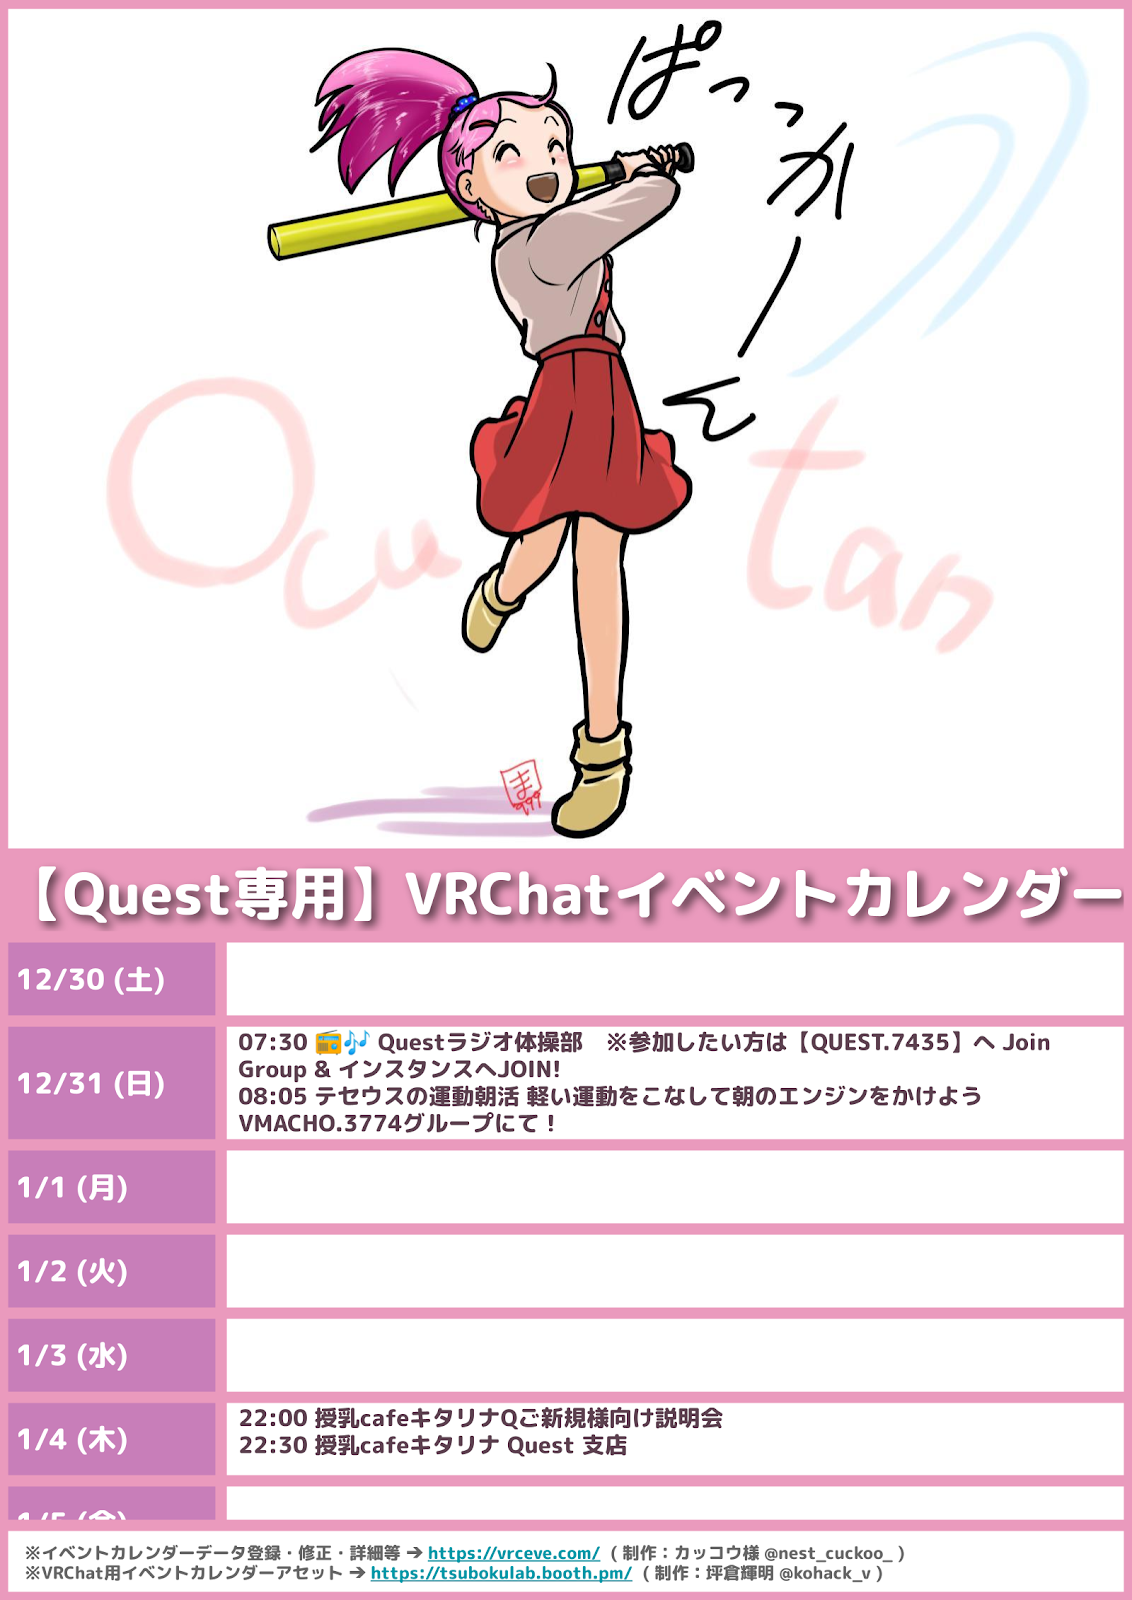 ぱっっかーん
Ocutan
ま
999
【Quest専用】VRChatイベントカレンダー
12/30 (土)
12/31 (日)
07:30 📻🎶 Questラジオ体操部　※参加したい方は【QUEST.7435】へ Join
Group & インスタンスへJOIN!
08:05 テセウスの運動朝活 軽い運動をこなして朝のエンジンをかけよう
VMACHO.3774グループにて！
1/1 (月)
1/2 (火)
1/3 (水)
1/4 (木)
22:00 授乳cafeキタリナQご新規様向け説明会
22:30 授乳cafeキタリナ Quest 支店
1/5 (金)
※イベントカレンダーデータ登録・修正・詳細等 ➔ https://vrceve.com/ （ 制作：カッコウ様 @nest_cuckoo_ ）
※VRChat用イベントカレンダーアセット ➔ https://tsubokulab.booth.pm/ （ 制作：坪倉輝明 @kohack_v ）